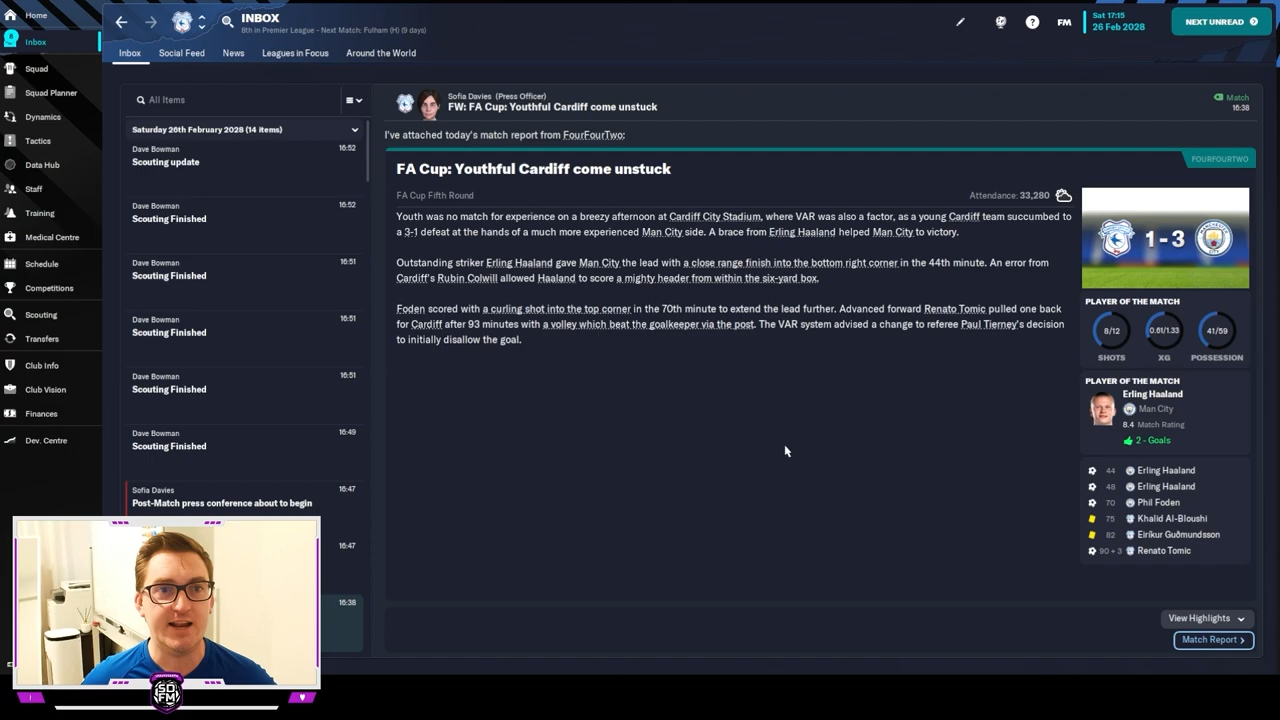 Home
Inbox
Squad
Squad Planner
Dynamics
Tactics
Data Hub
Staff
Training
Medical Centre
Schedule
Competitions
Scouting
Transfers
Club Info
Club Vision
Finances
Dev. Centre
INBOX
8th in Premier League - Next Match: Fulham (H) (9 days)
FM
Sat 17:15
26 Feb 2028
NEXT UNREAD
Inbox
Social Feed
News
Leagues in Focus
Around the World
All Items
Saturday 26th February 2028 (14 items)
Dave Bowman 16:52
Scouting update
Dave Bowman 16:52
Scouting Finished
Dave Bowman 16:51
Scouting Finished
Dave Bowman 16:51
Scouting Finished
Dave Bowman 16:51
Scouting Finished
Dave Bowman 16:49
Scouting Finished
Sofia Davies 16:47
Post-Match press conference about to begin
16:47
16:38
Sofia Davies (Press Officer)
FW: FA Cup: Youthful Cardiff come unstuck
Match
16:38
I've attached today's match report from FourFourTwo:
FOURFOURTWO
FA Cup: Youthful Cardiff come unstuck
FA Cup Fifth Round
Attendance: 33,280
Youth was no match for experience on a breezy afternoon at Cardiff City Stadium, where VAR was also a factor, as a young Cardiff team succumbed to
a 3-1 defeat at the hands of a much more experienced Man City side. A brace from Erling Haaland helped Man City to victory.
Outstanding striker Erling Haaland gave Man City the lead with a close range finish into the bottom right corner in the 44th minute. An error from
Cardiff's Rubin Colwill allowed Haaland to score a mighty header from within the six-yard box.
Foden scored with a curling shot into the top corner in the 70th minute to extend the lead further. Advanced forward Renato Tomic pulled one back
for Cardiff after 93 minutes with a volley which beat the goalkeeper via the post. The VAR system advised a change to referee Paul Tierney's decision
to initially disallow the goal.
1 - 3
PLAYER OF THE MATCH
8/12
0.61/1.33
41/59
SHOTS
XG
POSSESSION
PLAYER OF THE MATCH
Erling Haaland
Man City
8.4 Match Rating
2 - Goals
44 Erling Haaland
48 Erling Haaland
70 Phil Foden
75 Khalid Al-Bloushi
82 Eiríkur Guðmundsson
90 + 3 Renato Tomic
View Highlights
Match Report
SD
FM